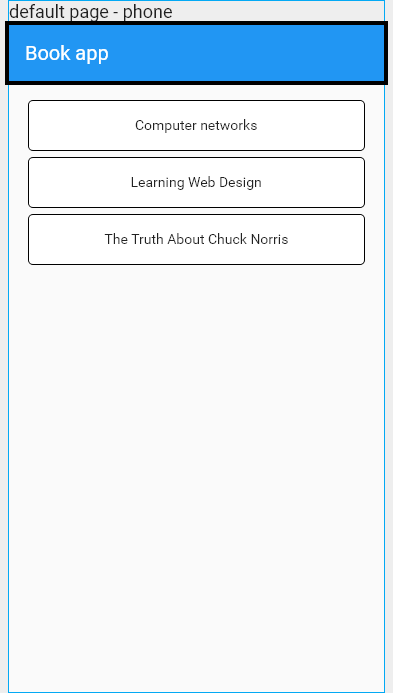 default page - phone
Book app
Computer networks
Learning Web Design
The Truth About Chuck Norris